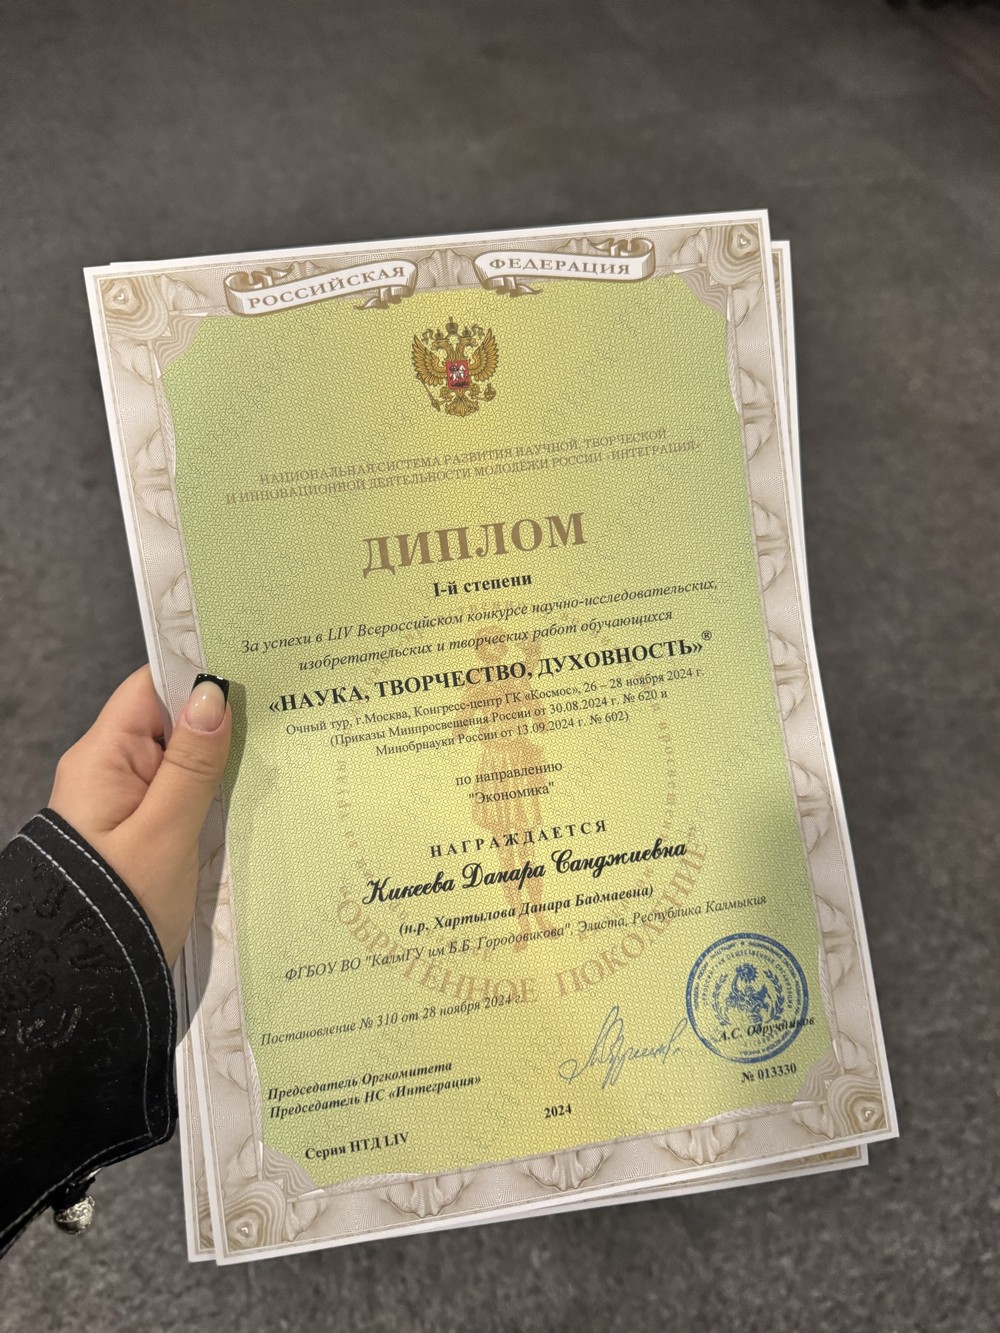 РОССИЙСКАЯ ФЕДЕРАЦИЯ
НАЦИОНАЛЬНАЯ СИСТЕМА РАЗВИТИЯ НАУЧНОЙ, ТВОРЧЕСКОЙ
И ИННОВАЦИОННОЙ ДЕЯТЕЛЬНОСТИ МОЛОДЁЖИ РОССИИ «ИНТЕГРАЦИЯ»
ДИПЛОМ
I-й степени
За успехи в LIV Всероссийском конкурсе научно-исследовательских,
изобретательских и творческих работ обучающихся
«НАУКА, ТВОРЧЕСТВО, ДУХОВНОСТЬ»®
Очный тур, г.Москва, Конгресс-центр ГК «Космос», 26 – 28 ноября 2024 г.
(Приказы Минпросвещения России от 30.08.2024 г. № 620 и
Минобрнауки России от 13.09.2024 г. № 602)
по направлению
"Экономика"
НАГРАЖДАЕТСЯ
Кикеева Данара Санджиевна
(н.р. Хартылова Данара Бадмаевна)
ФГБОУ ВО "КалмГУ им Б.Б. Городовикова", Элиста, Республика Калмыкия
ОБРЕТЁННОЕ ПОКОЛЕНИЕ
Постановление № 310 от 28 ноября 2024 г.
Председатель Оргкомитета
Председатель НС «Интеграция»
А.С. Обручников
№ 013330
2024
Серия НТД LIV